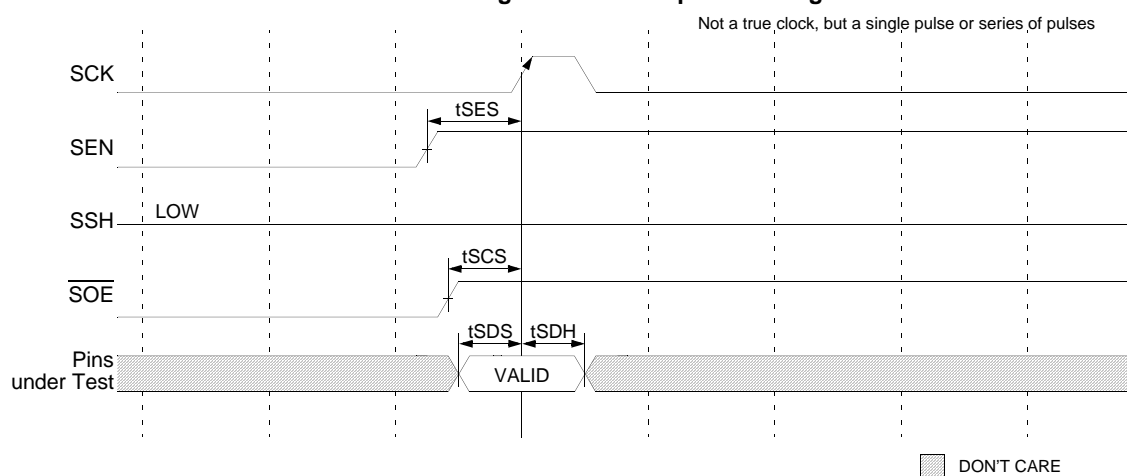 Not a true clock, but a single pulse or series of pulses
SCK
tSES
SEN
LOW
SSH
tSCS
SOE
tSDS
tSDH
Pins
under Test
VALID
DON'T CARE